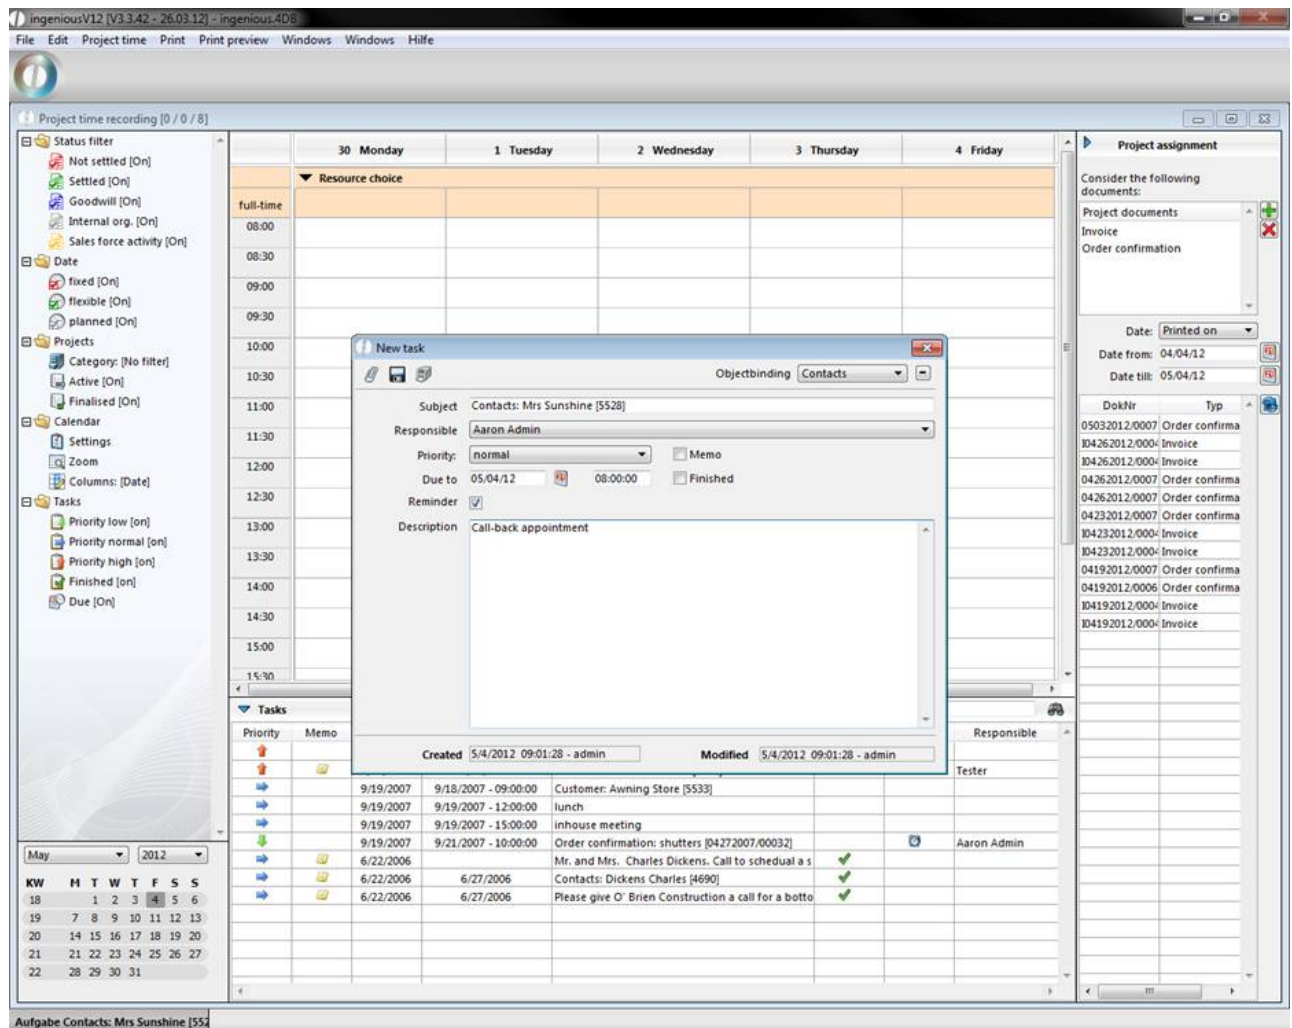 ingeniousV12 [V3.3.42 - 26.03.12] - ingenious.4DB
File Edit Project time Print Print preview Windows Windows Hilfe
Project time recording [0 / 0 / 8]
Status filter
Not settled [On]
Settled [On]
Goodwill [On]
Internal org. [On]
Sales force activity [On]
Date
fixed [On]
flexible [On]
planned [On]
Projects
Category: [No filter]
Active [On]
Finalised [On]
Calendar
Settings
Zoom
Columns: [Date]
Tasks
Priority low [on]
Priority normal [on]
Priority high [on]
Finished [on]
Due [On]
May 2012
KW M T W T F S S
18 1 2 3 4 5 6
19 7 8 9 10 11 12 13
20 14 15 16 17 18 19 20
21 21 22 23 24 25 26 27
22 28 29 30 31
30 Monday 1 Tuesday 2 Wednesday 3 Thursday 4 Friday
Resource choice
full-time
08:00
08:30
09:00
09:30
10:00
10:30
11:00
11:30
12:00
12:30
13:00
13:30
14:00
14:30
15:00
15:30
New task
Objectbinding Contacts
Subject Contacts: Mrs Sunshine [5528]
Responsible Aaron Admin
Priority: normal Memo
Due to 05/04/12 08:00:00 Finished
Reminder
Description Call-back appointment
Created 5/4/2012 09:01:28 - admin Modified 5/4/2012 09:01:28 - admin
Tasks
Priority Memo Responsible
Tester
9/19/2007 9/18/2007 - 09:00:00 Customer: Awning Store [5533]
9/19/2007 9/19/2007 - 12:00:00 lunch
9/19/2007 9/19/2007 - 15:00:00 inhouse meeting
9/19/2007 9/21/2007 - 10:00:00 Order confirmation: shutters [04272007/00032] Aaron Admin
6/22/2006 Mr. and Mrs. Charles Dickens. Call to schedual a s
6/22/2006 6/27/2006 Contacts: Dickens Charles [4690]
6/22/2006 6/27/2006 Please give O' Brien Construction a call for a botto
Project assignment
Consider the following
documents:
Project documents
Invoice
Order confirmation
Date: Printed on
Date from: 04/04/12
Date till: 05/04/12
DokNr Typ
05032012/0007 Order confirma
I04262012/0004 Invoice
I04262012/0004 Invoice
04262012/0007 Order confirma
04262012/0007 Order confirma
04232012/0007 Order confirma
I04232012/0004 Invoice
I04232012/0004 Invoice
04192012/0007 Order confirma
04192012/0006 Order confirma
I04192012/0004 Invoice
I04192012/0004 Invoice
Aufgabe Contacts: Mrs Sunshine [552